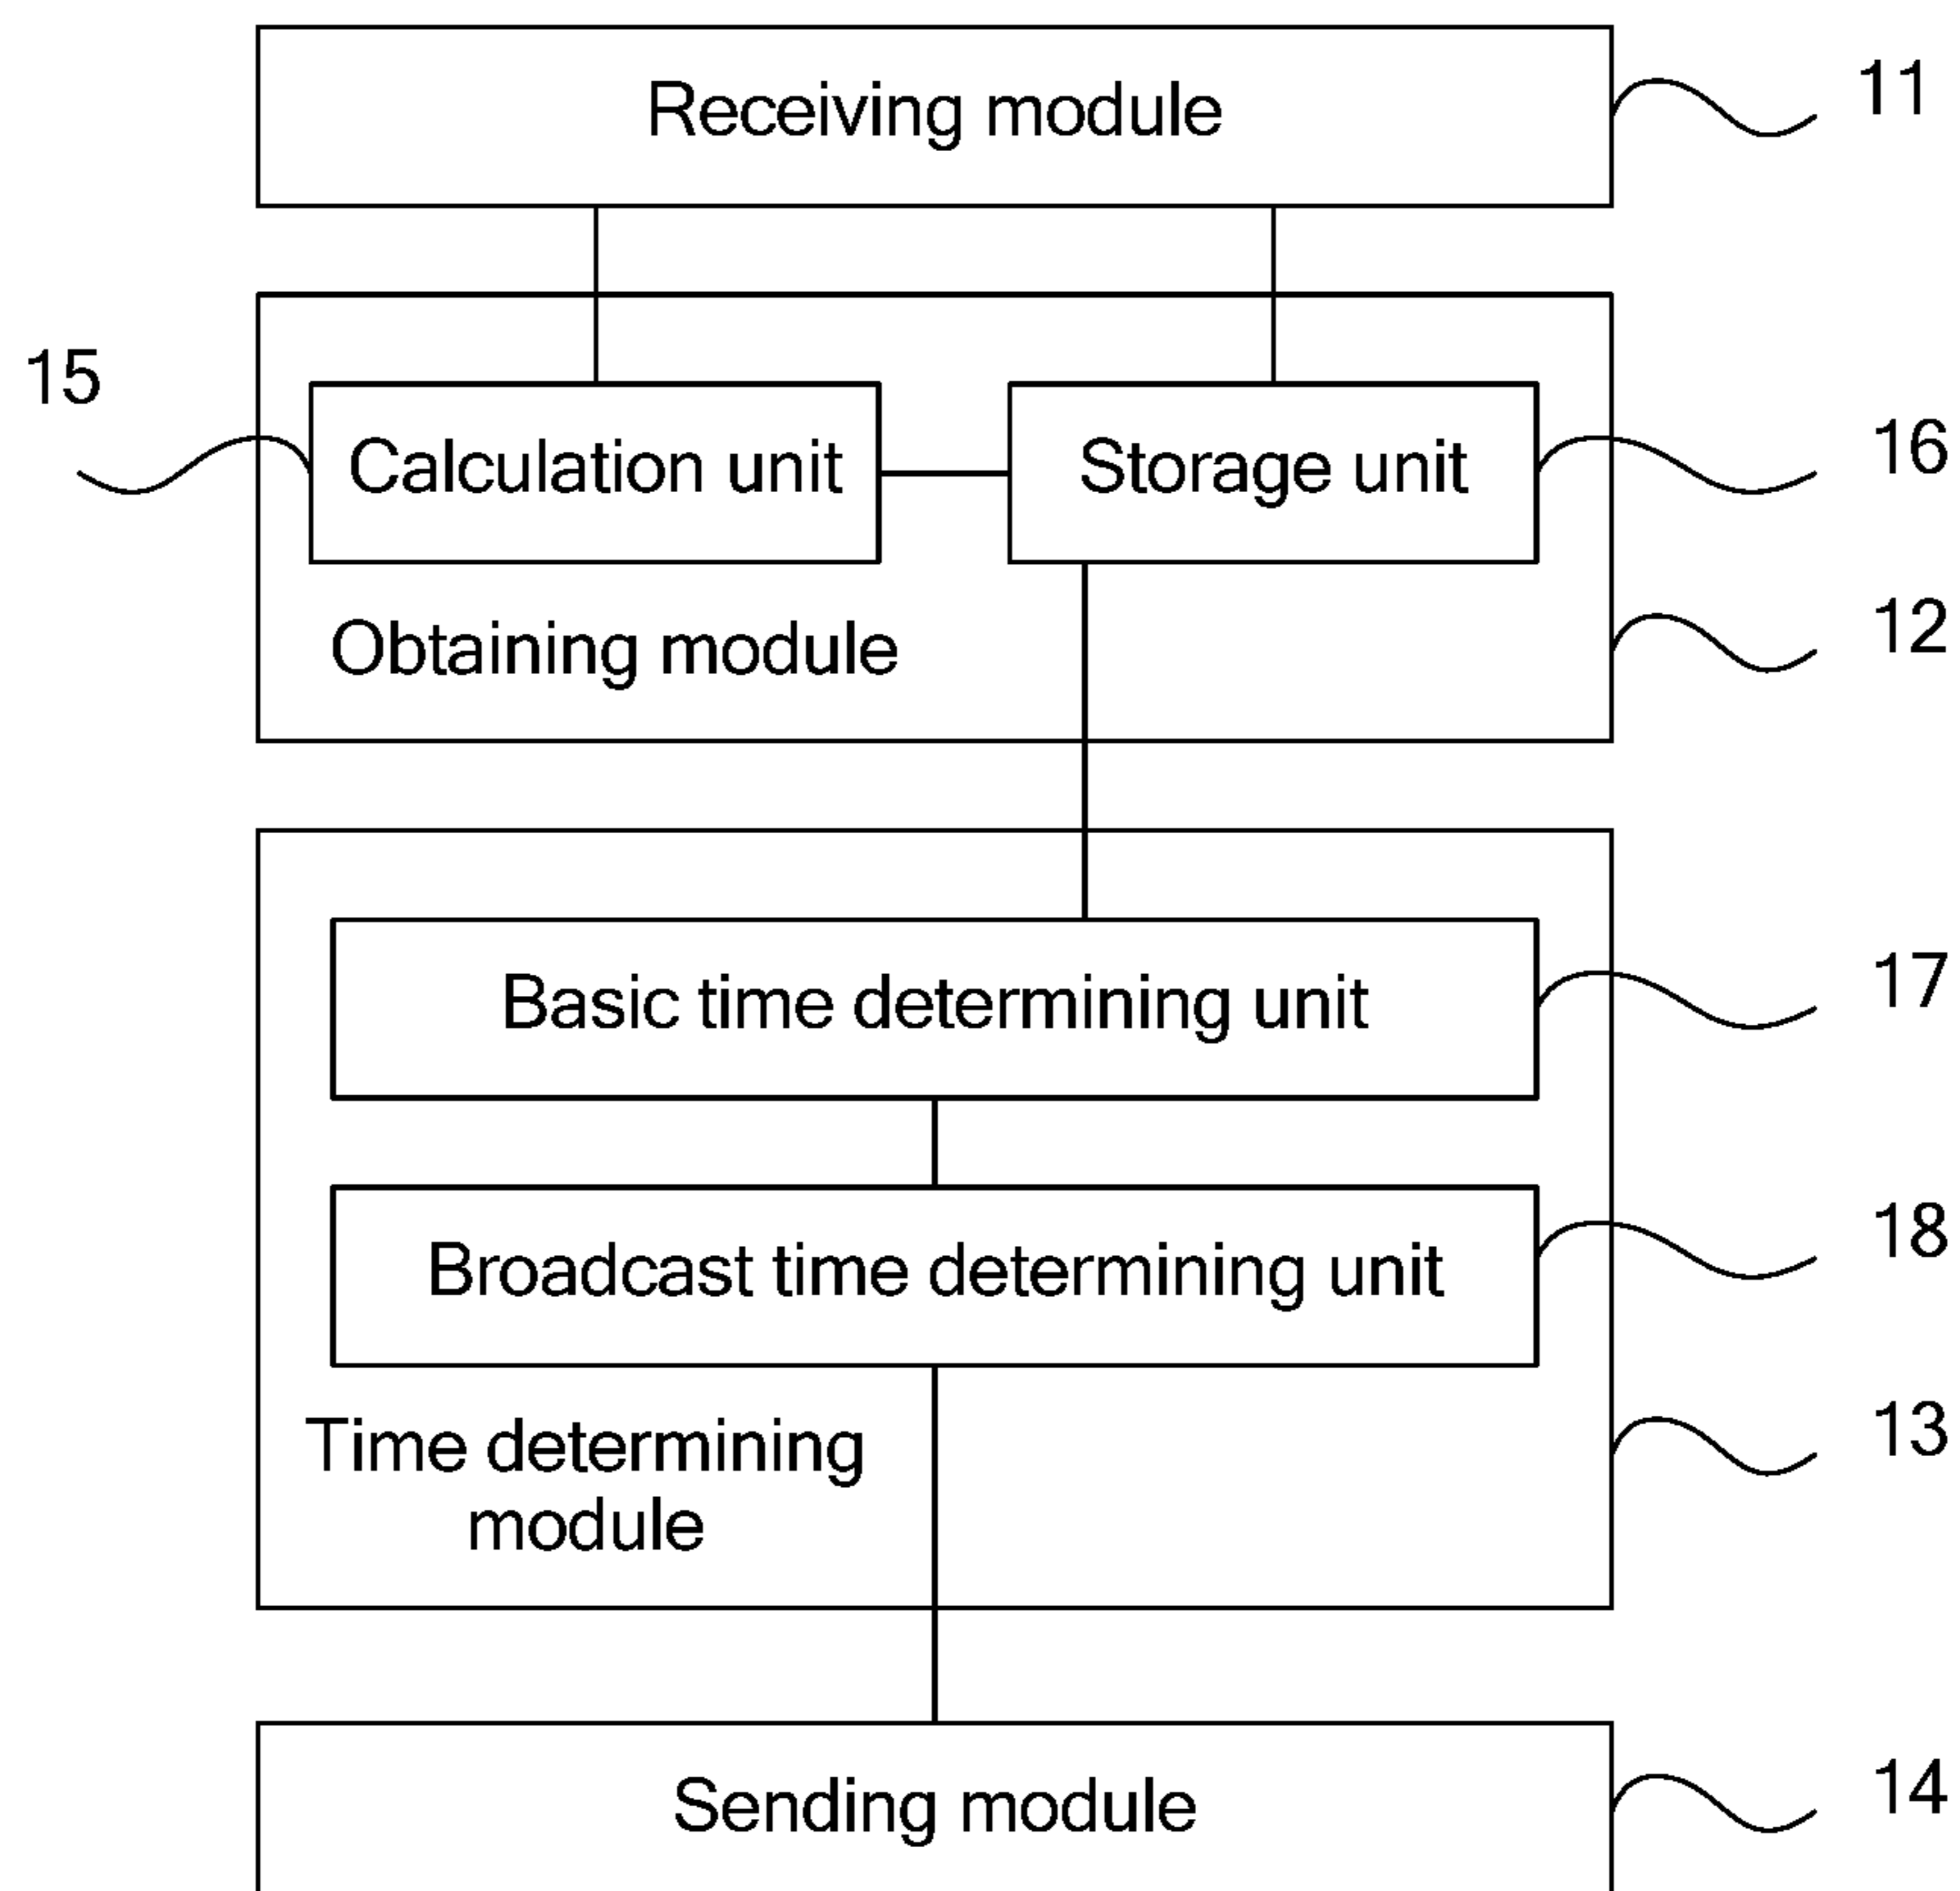 Receiving module
11
15
Calculation unit
Storage unit
16
Obtaining module
12
Basic time determining unit
17
Broadcast time determining unit
18
Time determining
module
13
Sending module
14